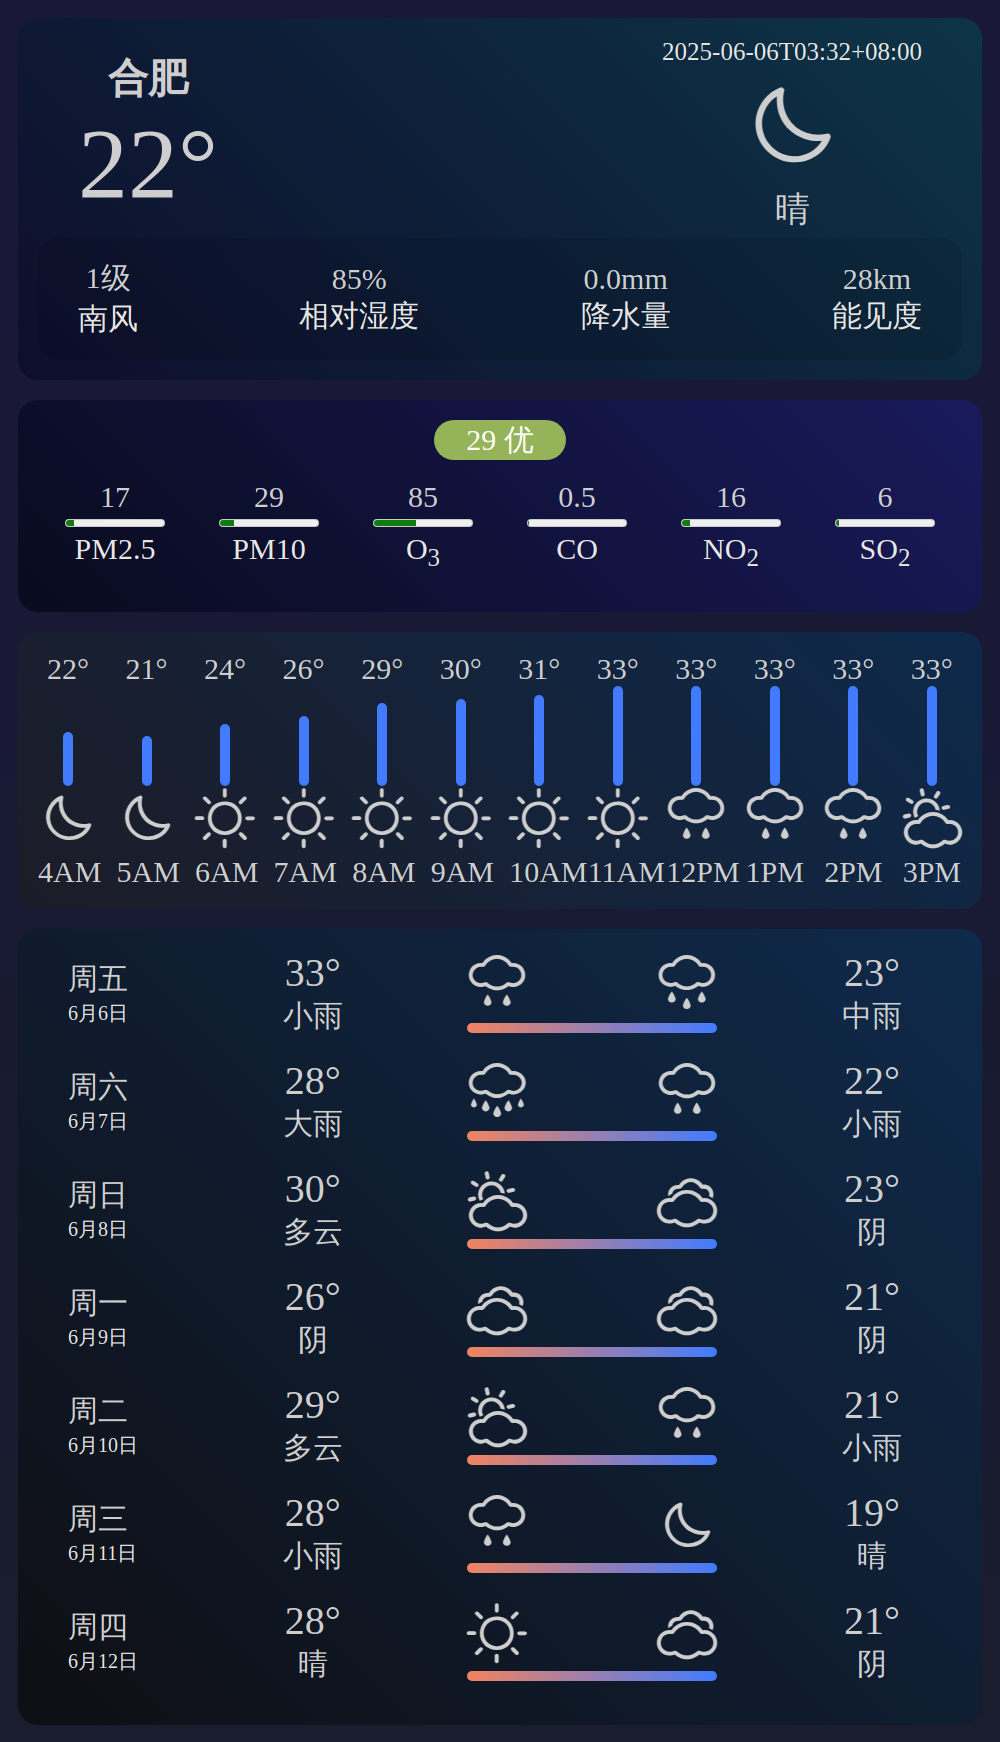 合肥
22°
2025-06-06T03:32+08:00
晴
1级 85% 0.0mm 28km
南风 相对湿度 降水量 能见度
29 优
17 29 85 0.5 16 6
PM2.5 PM10 O3 CO NO2 SO2
22° 21° 24° 26° 29° 30° 31° 33° 33° 33° 33° 33°
4AM 5AM 6AM 7AM 8AM 9AM 10AM 11AM 12PM 1PM 2PM 3PM
周五 33° 23°
6月6日 小雨 中雨
周六 28° 22°
6月7日 大雨 小雨
周日 30° 23°
6月8日 多云 阴
周一 26° 21°
6月9日 阴 阴
周二 29° 21°
6月10日 多云 小雨
周三 28° 19°
6月11日 小雨 晴
周四 28° 21°
6月12日 晴 阴